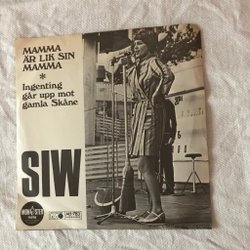 MAMMA
ÄR LIK SIN
MAMMA
*
Ingenting
går upp mot
gamla Skåne
SIW